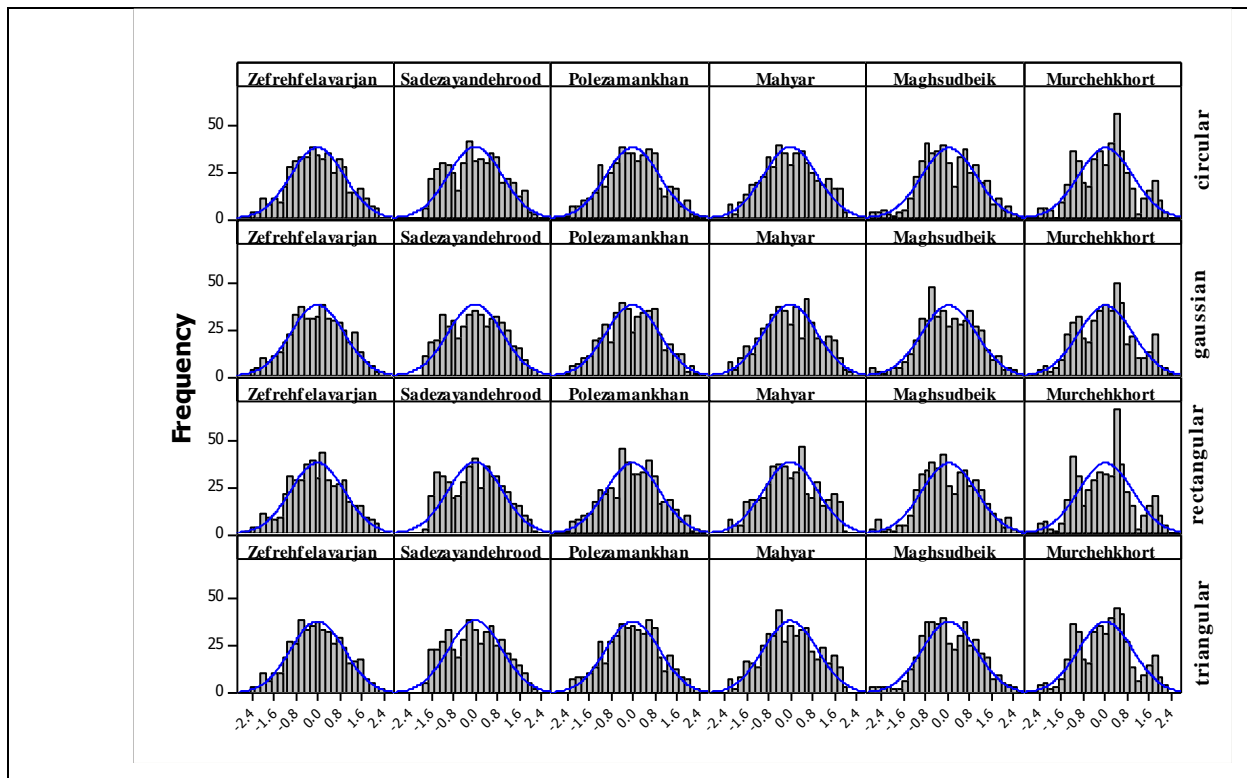 Zefrehfelavarjan Sadezayandehrood Polezamankhan Mahyar Maghsudbeik Murchehkhort
50
25
0
circular
Zefrehfelavarjan Sadezayandehrood Polezamankhan Mahyar Maghsudbeik Murchehkhort
50
25
0
gaussian
Frequency
Zefrehfelavarjan Sadezayandehrood Polezamankhan Mahyar Maghsudbeik Murchehkhort
50
25
0
rectangular
Zefrehfelavarjan Sadezayandehrood Polezamankhan Mahyar Maghsudbeik Murchehkhort
50
25
0
triangular
-2.4 -1.6 -0.8 0.0 0.8 1.6 2.4 -2.4 -1.6 -0.8 0.0 0.8 1.6 2.4 -2.4 -1.6 -0.8 0.0 0.8 1.6 2.4 -2.4 -1.6 -0.8 0.0 0.8 1.6 2.4 -2.4 -1.6 -0.8 0.0 0.8 1.6 2.4 -2.4 -1.6 -0.8 0.0 0.8 1.6 2.4